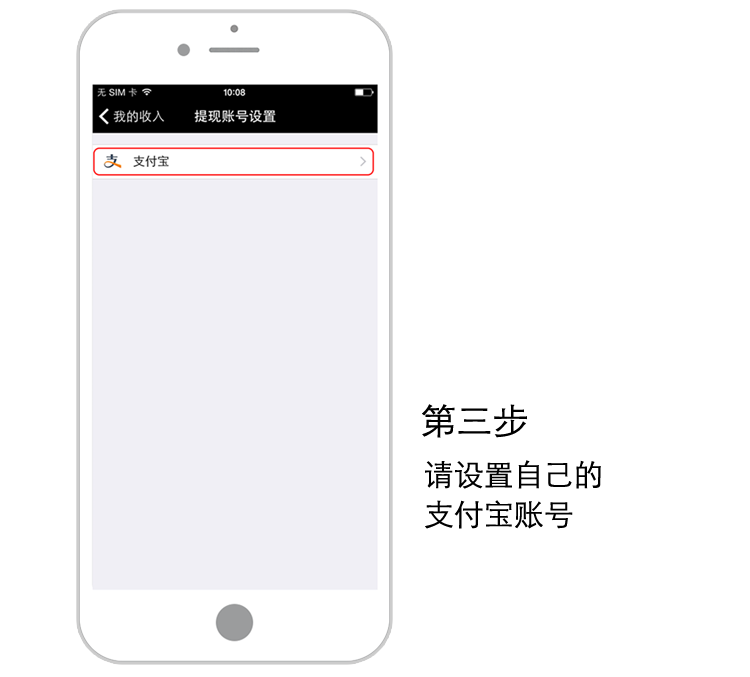 无 SIM 卡 10:08
我的收入 提现账号设置
支 支付宝
第三步
请设置自己的
支付宝账号